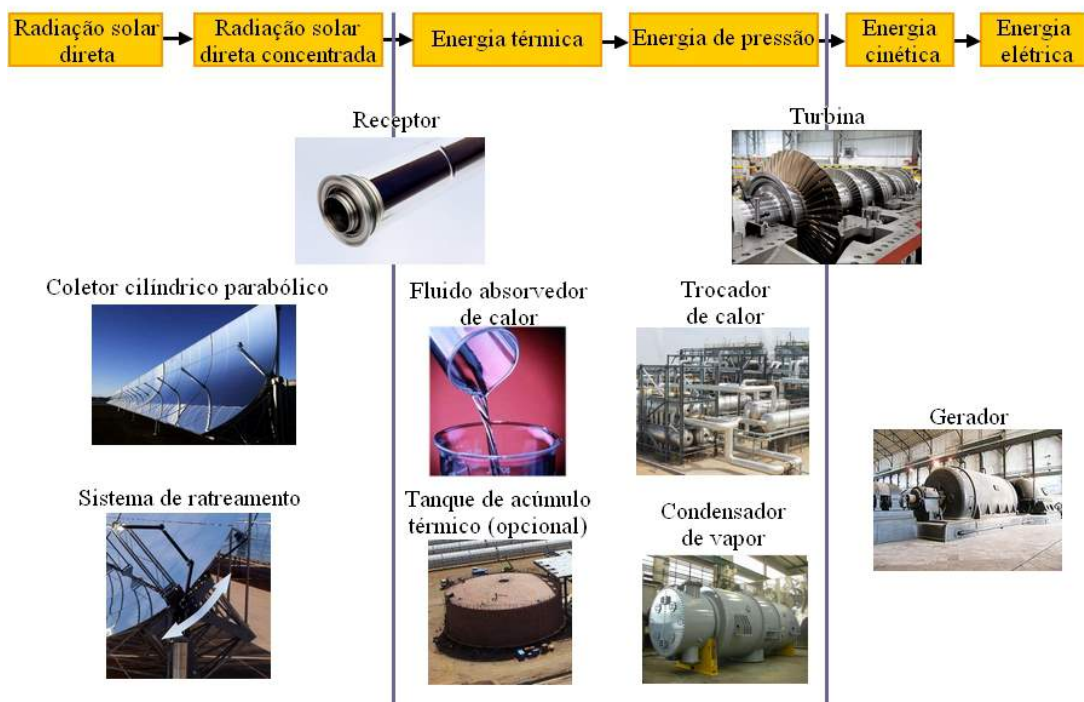 Radiação solar
direta
Radiação solar
direta concentrada
Energia térmica
Energia de pressão
Energia
cinética
Energia
elétrica
Receptor
Turbina
Coletor cilíndrico parabólico
Fluido absorvedor
de calor
Trocador
de calor
Gerador
Sistema de ratreamento
Tanque de acúmulo
térmico (opcional)
Condensador
de vapor